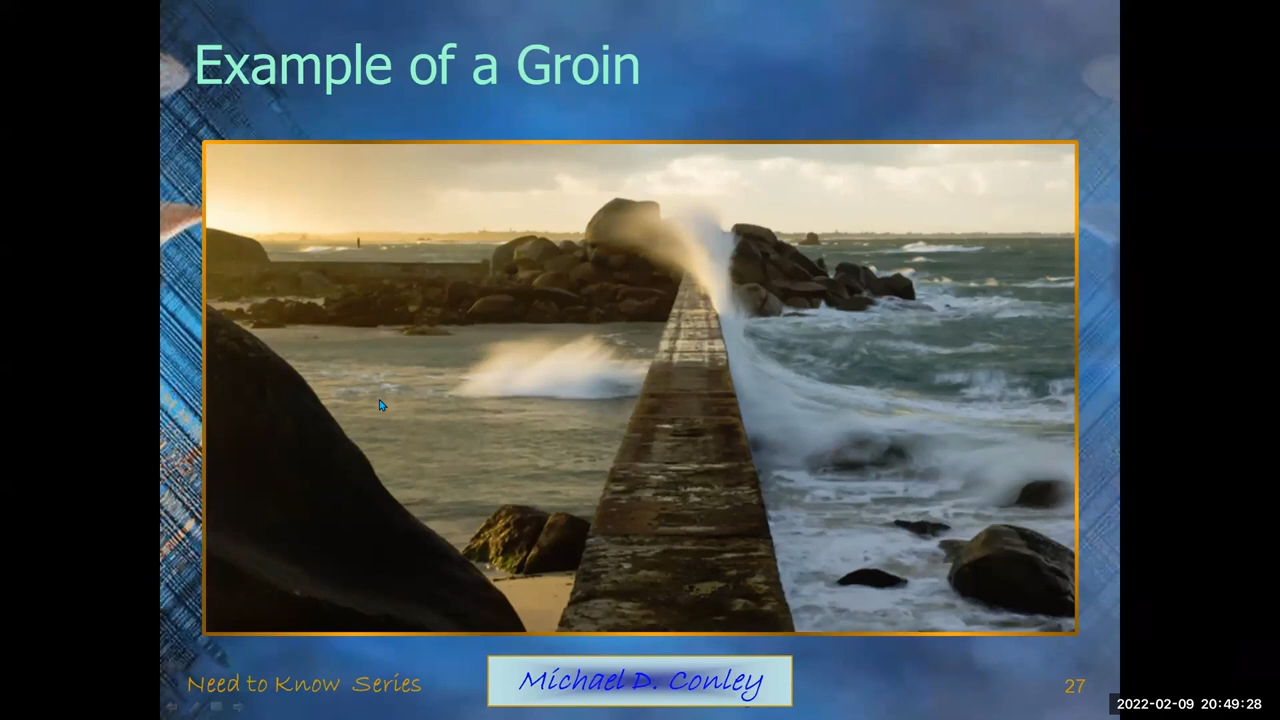 Example of a Groin
Need to Know Series
Michael D. Conley
27
2022-02-09 20:49:28